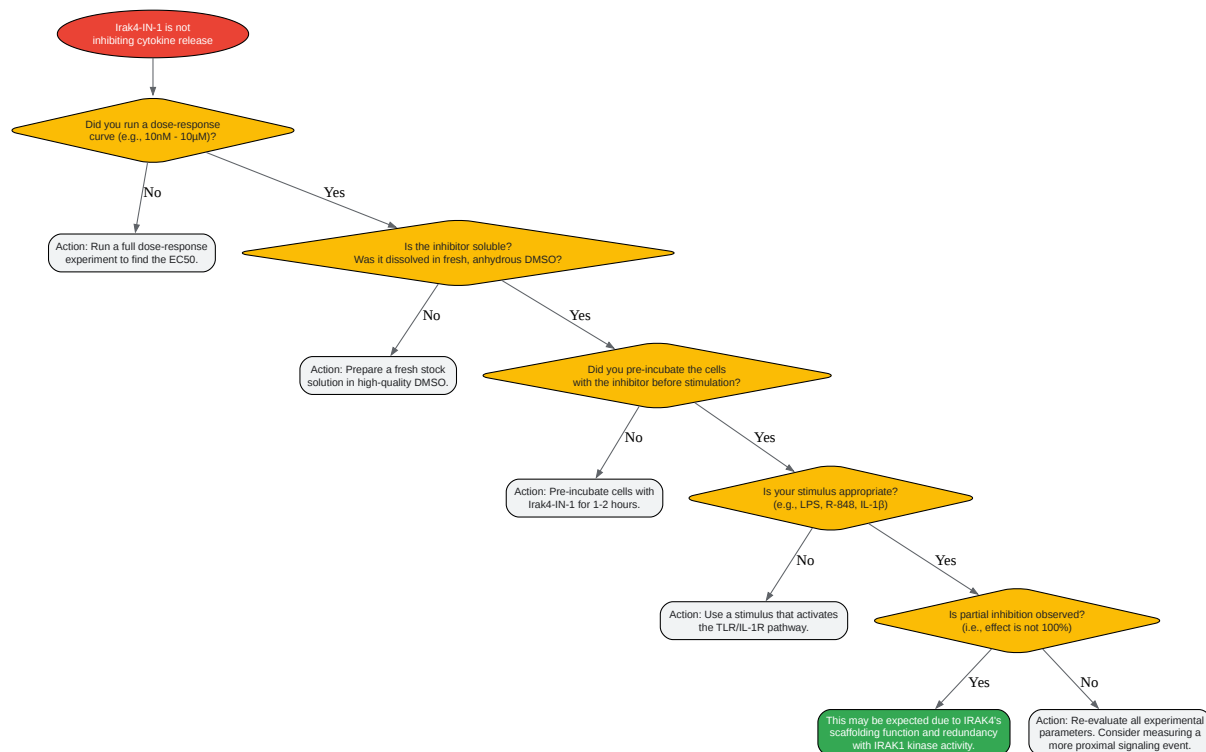 Irak4-IN-1 is not
inhibiting cytokine release
Did you run a dose-response
curve (e.g., 10nM - 10µM)?
No
Yes
Action: Run a full dose-response
experiment to find the EC50.
Is the inhibitor soluble?
Was it dissolved in fresh, anhydrous DMSO?
No
Yes
Action: Prepare a fresh stock
solution in high-quality DMSO.
Did you pre-incubate the cells
with the inhibitor before stimulation?
No
Yes
Action: Pre-incubate cells with
Irak4-IN-1 for 1-2 hours.
Is your stimulus appropriate?
(e.g., LPS, R-848, IL-1β)
No
Yes
Action: Use a stimulus that activates
the TLR/IL-1R pathway.
Is partial inhibition observed?
(i.e., effect is not 100%)
Yes
No
This may be expected due to IRAK4's
scaffolding function and redundancy
with IRAK1 kinase activity.
Action: Re-evaluate all experimental
parameters. Consider measuring a
more proximal signaling event.